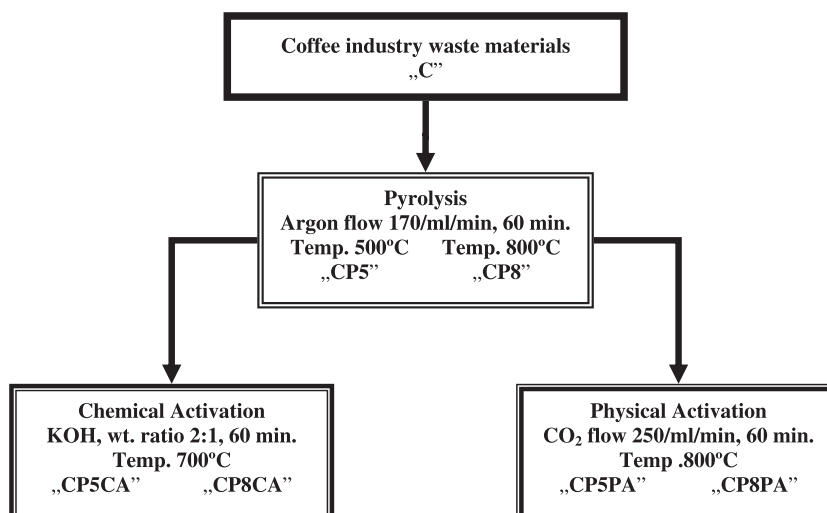 Coffee industry waste materials
„C”
Pyrolysis
Argon flow 170/ml/min, 60 min.
Temp. 500ºC Temp. 800ºC
„CP5” „CP8”
Chemical Activation
KOH, wt. ratio 2:1, 60 min.
Temp. 700ºC
„CP5CA” „CP8CA”
Physical Activation
CO₂ flow 250/ml/min, 60 min.
Temp .800ºC
„CP5PA” „CP8PA”